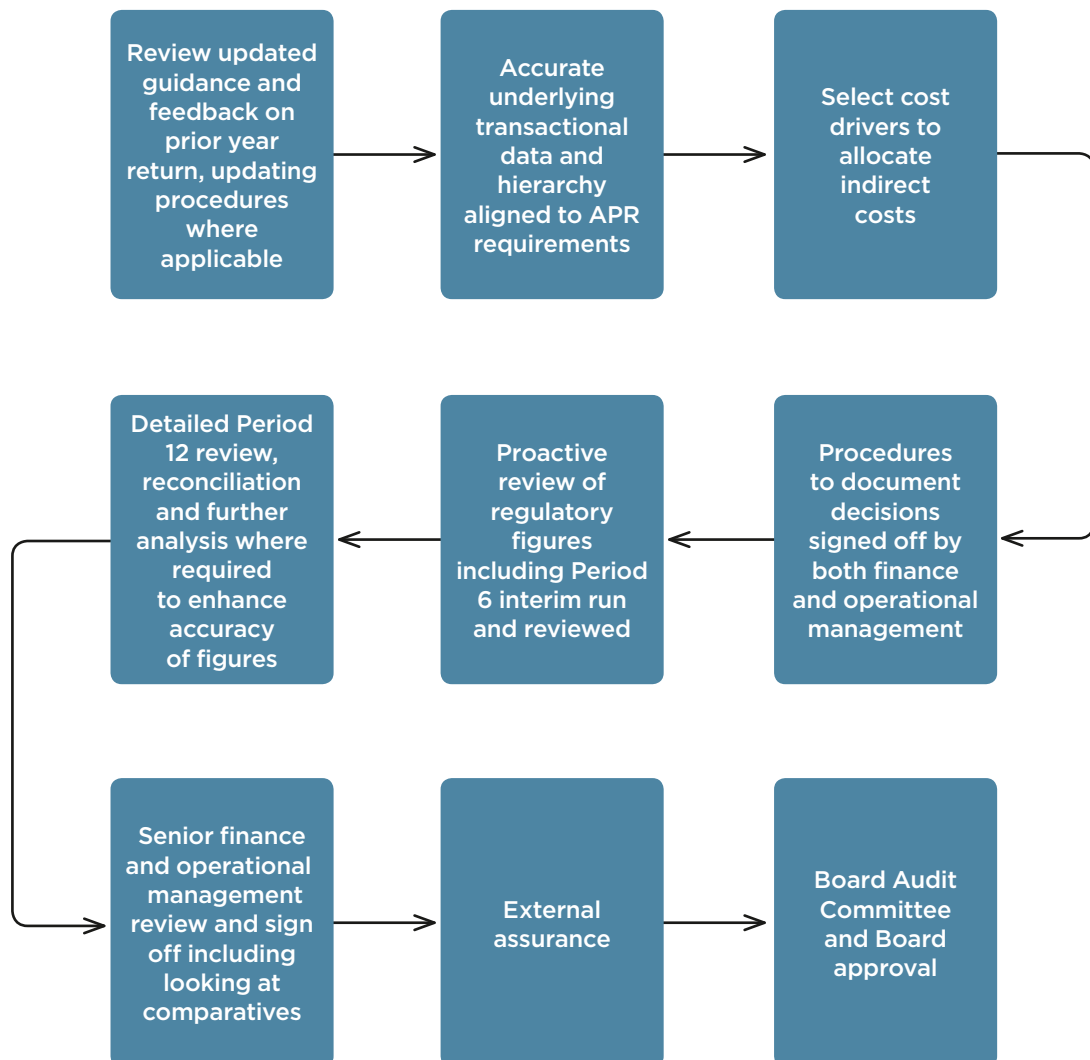 Review updated
guidance and
feedback on
prior year
return, updating
procedures
where
applicable
Accurate
underlying
transactional
data and
hierarchy
aligned to APR
requirements
Select cost
drivers to
allocate
indirect
costs
Procedures
to document
decisions
signed off by
both finance
and operational
management
Proactive
review of
regulatory
figures
including Period
6 interim run
and reviewed
Detailed Period
12 review,
reconciliation
and further
analysis where
required
to enhance
accuracy
of figures
Senior finance
and operational
management
review and sign
off including
looking at
comparatives
External
assurance
Board Audit
Committee
and Board
approval